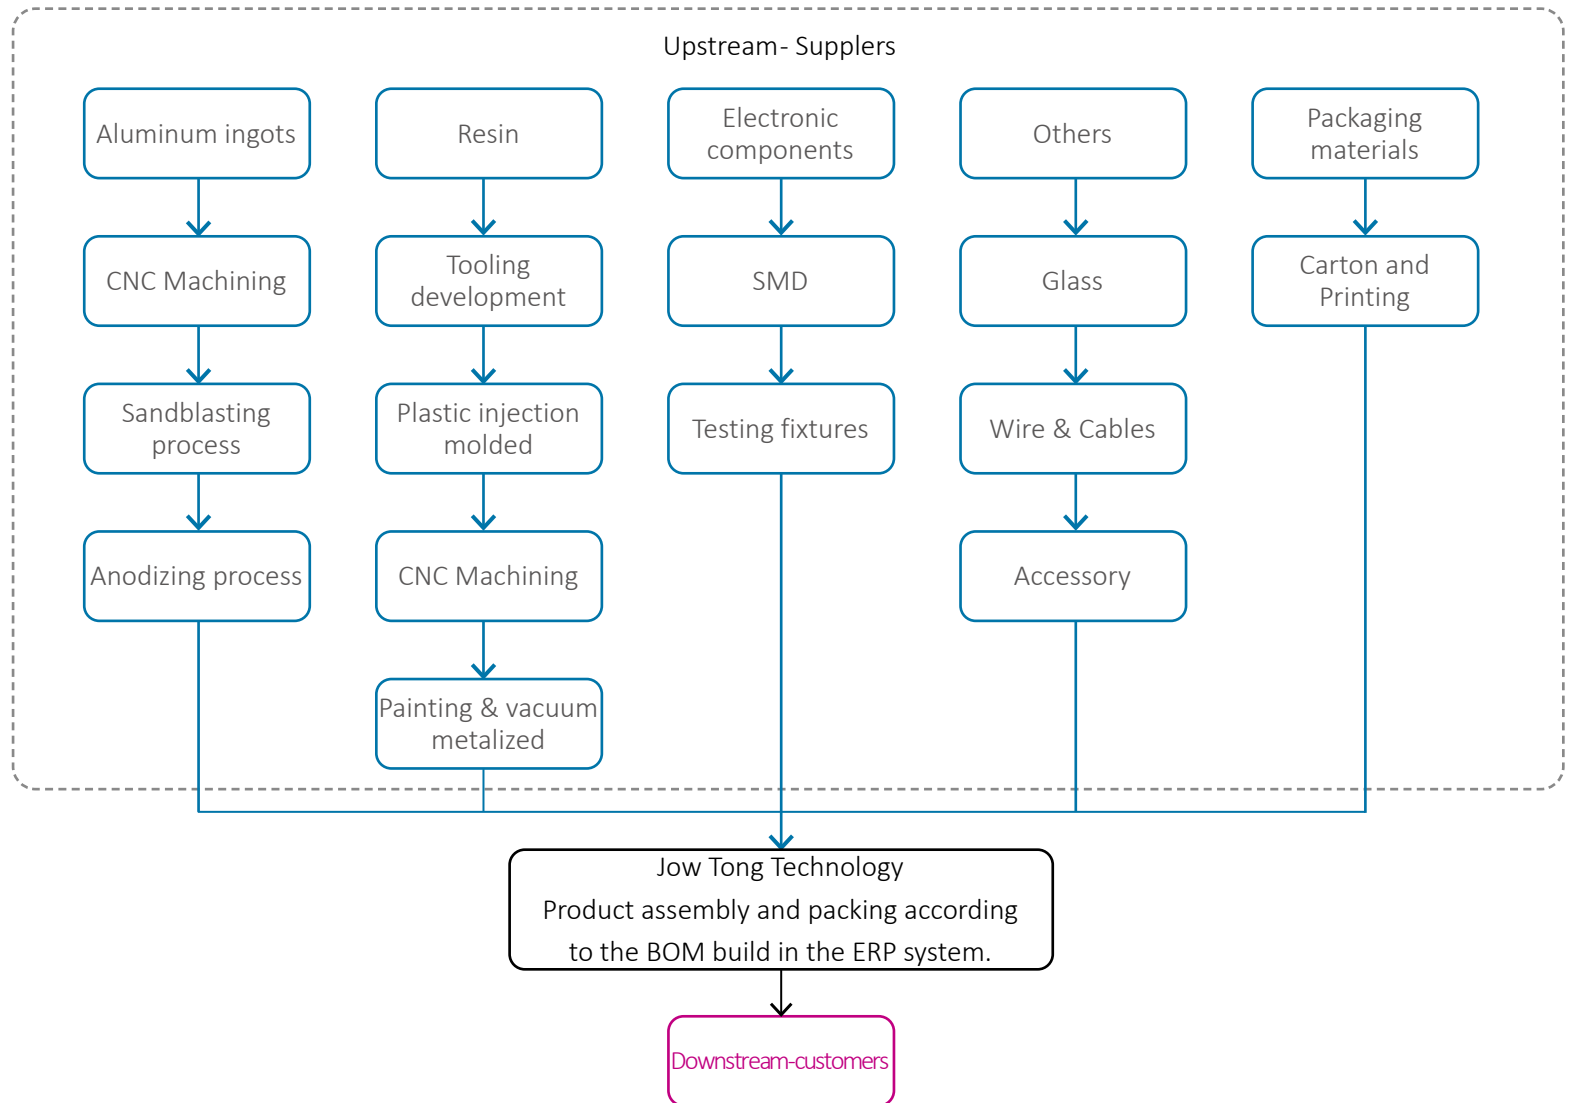 Upstream- Supplers
Aluminum ingots
Resin
Electronic
components
Others
Packaging
materials
CNC Machining
Tooling
development
SMD
Glass
Carton and
Printing
Sandblasting
process
Plastic injection
molded
Testing fixtures
Wire & Cables
Anodizing process
CNC Machining
Accessory
Painting & vacuum
metalized
Jow Tong Technology
Product assembly and packing according
to the BOM build in the ERP system.
Downstream-customers